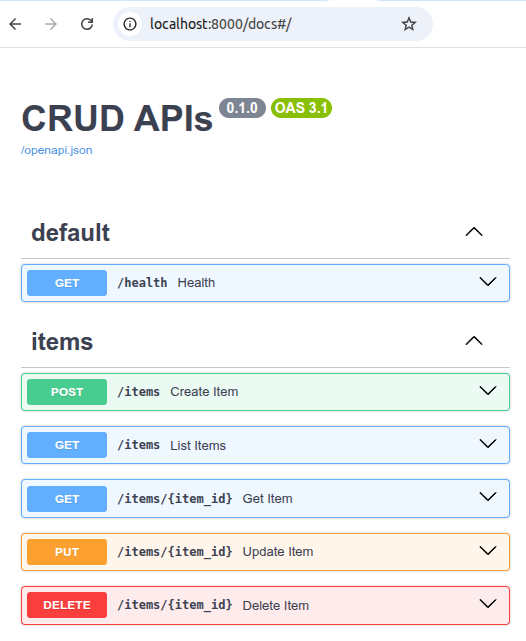 localhost:8000/docs#/
CRUD APIs 0.1.0 OAS 3.1
/openapi.json
default
GET /health Health
items
POST /items Create Item
GET /items List Items
GET /items/{item_id} Get Item
PUT /items/{item_id} Update Item
DELETE /items/{item_id} Delete Item